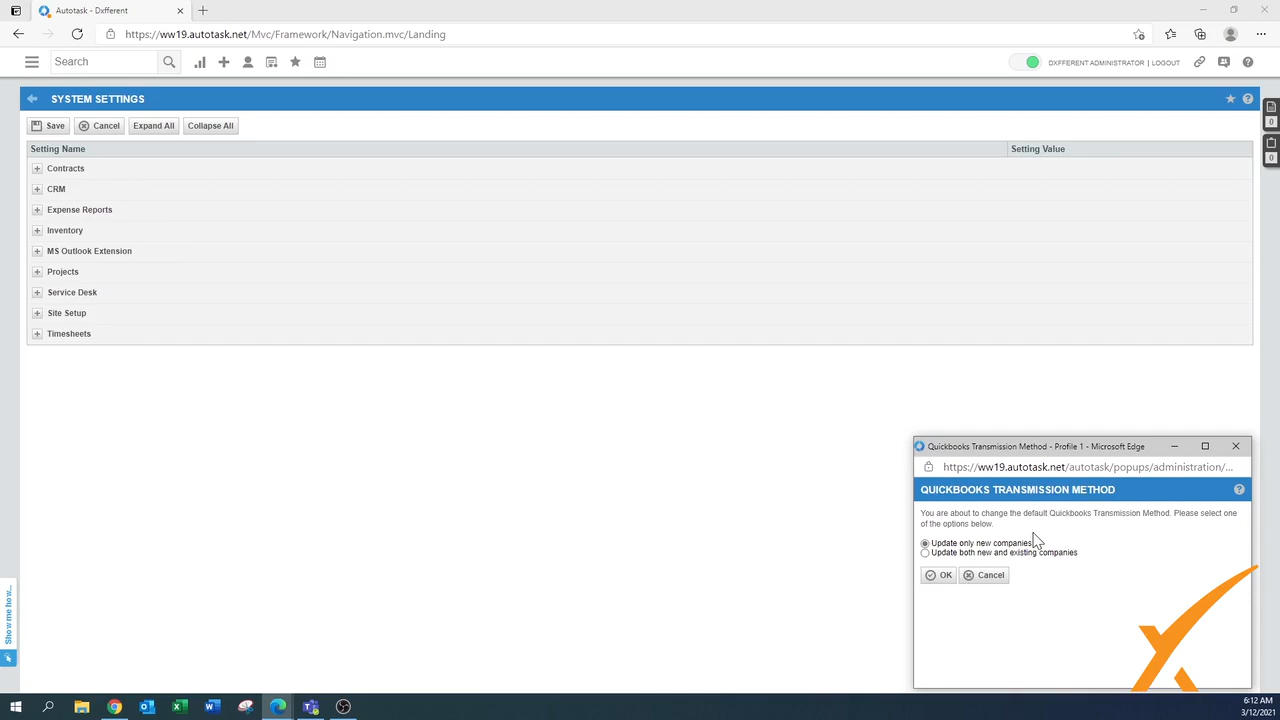 Autotask - Dxfferent
https://ww19.autotask.net/Mvc/Framework/Navigation.mvc/Landing
Search
DXFFERENT ADMINISTRATOR | LOGOUT
SYSTEM SETTINGS
Save Cancel Expand All Collapse All
Setting Name Setting Value
Contracts
CRM
Expense Reports
Inventory
MS Outlook Extension
Projects
Service Desk
Site Setup
Timesheets
0
0
Quickbooks Transmission Method - Profile 1 - Microsoft Edge
https://ww19.autotask.net/autotask/popups/administration/...
QUICKBOOKS TRANSMISSION METHOD
You are about to change the default Quickbooks Transmission Method. Please select one
of the options below.
Update only new companies
Update both new and existing companies
OK Cancel
Show me how...
6:12 AM
3/12/2021